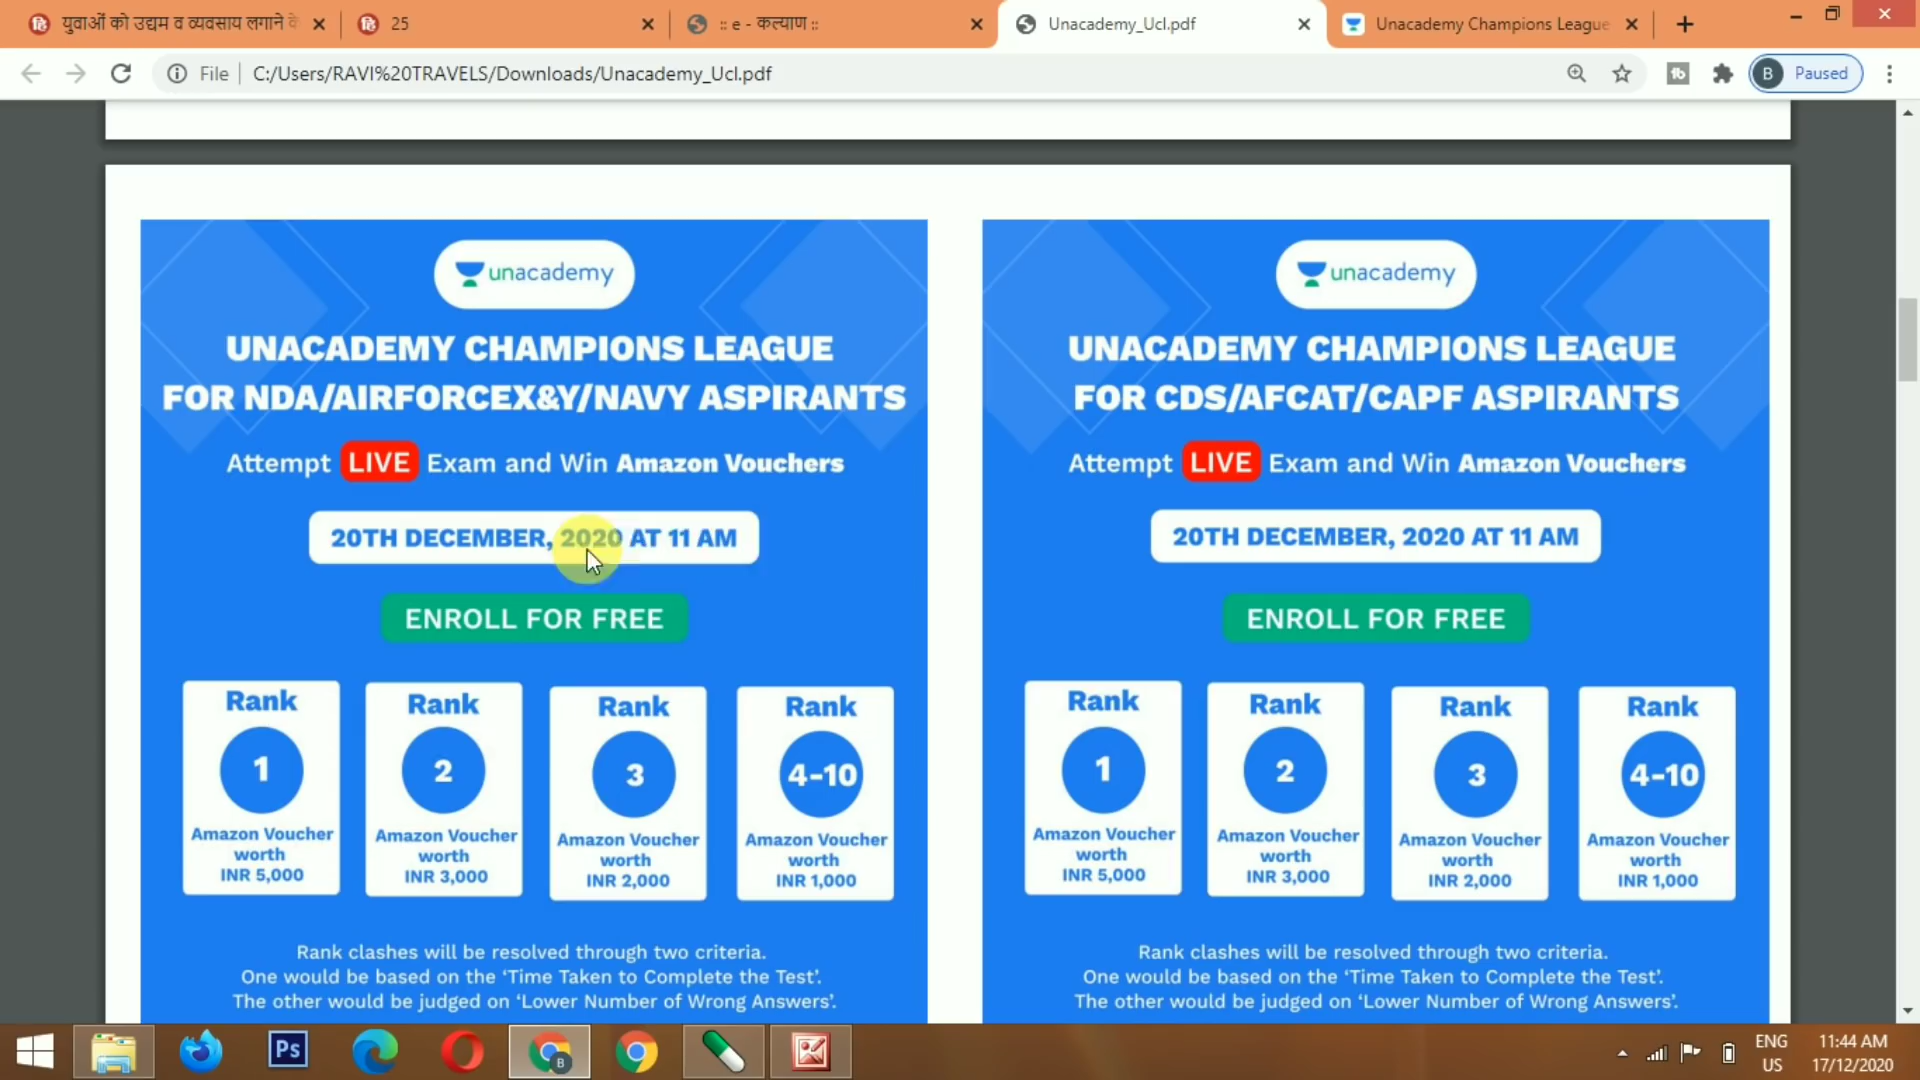 युवाओं को उद्यम व व्यवसाय लगाने के
25
:: e - कल्याण ::
Unacademy_Ucl.pdf
Unacademy Champions League
File
C:/Users/RAVI%20TRAVELS/Downloads/Unacademy_Ucl.pdf
B Paused
unacademy
UNACADEMY CHAMPIONS LEAGUE
FOR NDA/AIRFORCEX&Y/NAVY ASPIRANTS
Attempt LIVE Exam and Win Amazon Vouchers
20TH DECEMBER, 2020 AT 11 AM
ENROLL FOR FREE
Rank
1
Amazon Voucher
worth
INR 5,000
Rank
2
Amazon Voucher
worth
INR 3,000
Rank
3
Amazon Voucher
worth
INR 2,000
Rank
4-10
Amazon Voucher
worth
INR 1,000
Rank clashes will be resolved through two criteria.
One would be based on the ‘Time Taken to Complete the Test’.
The other would be judged on ‘Lower Number of Wrong Answers’.
unacademy
UNACADEMY CHAMPIONS LEAGUE
FOR CDS/AFCAT/CAPF ASPIRANTS
Attempt LIVE Exam and Win Amazon Vouchers
20TH DECEMBER, 2020 AT 11 AM
ENROLL FOR FREE
Rank
1
Amazon Voucher
worth
INR 5,000
Rank
2
Amazon Voucher
worth
INR 3,000
Rank
3
Amazon Voucher
worth
INR 2,000
Rank
4-10
Amazon Voucher
worth
INR 1,000
Rank clashes will be resolved through two criteria.
One would be based on the ‘Time Taken to Complete the Test’.
The other would be judged on ‘Lower Number of Wrong Answers’.
Ps
B
ENG
US
11:44 AM
17/12/2020